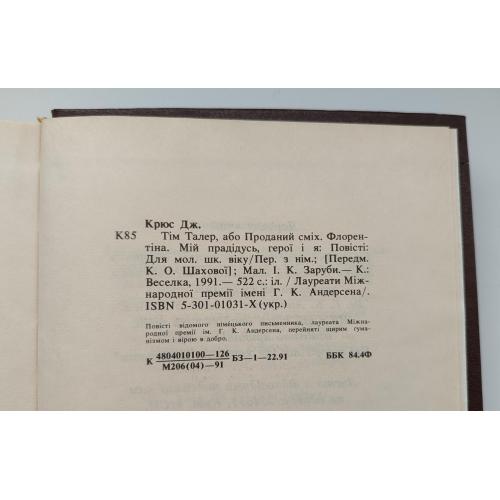 Крюс Дж.
К85 Тім Талер, або Проданий сміх. Флорен-
тіна. Мій прадідусь, герої і я: Повісті:
Для мол. шк. віку/Пер. з нім.; [Передм.
К. О. Шахової]; Мал. І. К. Заруби.— К.:
Веселка, 1991.— 522 с.: іл. / Лауреати Між-
народної премії імені Г. К. Андерсена/.
ISBN 5-301-01031-X (укр.)
Повісті відомого німецького письменника, лауреата Міжна-
родної премії ім. Г. К. Андерсена, перейняті щирим гума-
нізмом і вірою в добро.
К 4804010100—126 БЗ—1—22.91 ББК 84.4Ф
М206(04)—91